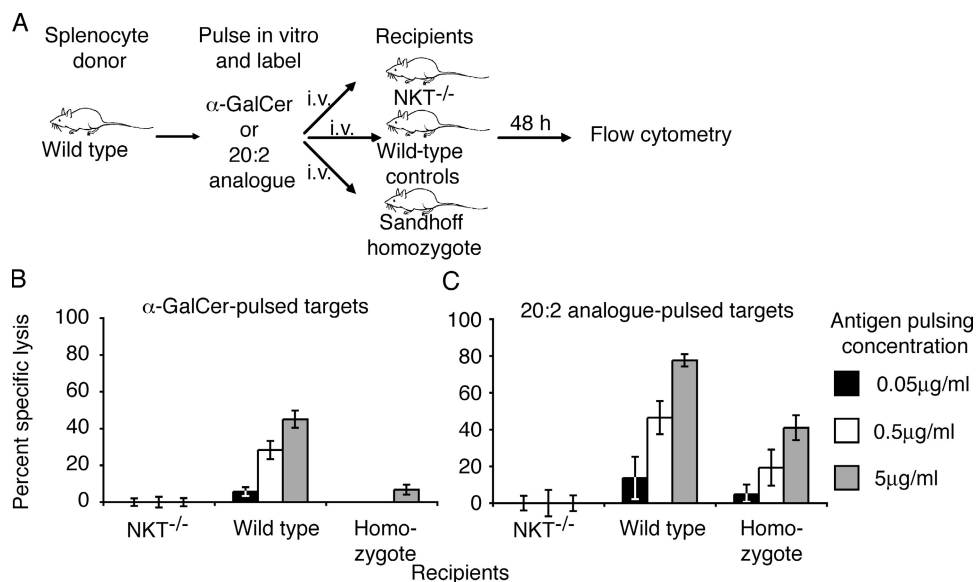 A
Splenocyte
donor
Pulse in vitro
and label
Recipients
Wild type
α-GalCer
or
20:2
analogue
i.v.
i.v.
i.v.
NKT-/-
Wild-type
controls
Sandhoff
homozygote
48 h
Flow cytometry
B
α-GalCer-pulsed targets
Percent specific lysis
100
80
60
40
20
0
NKT-/-
Wild type
Homo-
zygote
C
20:2 analogue-pulsed targets
100
80
60
40
20
0
NKT-/-
Wild type
Homo-
zygote
Recipients
Antigen pulsing
concentration
0.05µg/ml
0.5µg/ml
5µg/ml